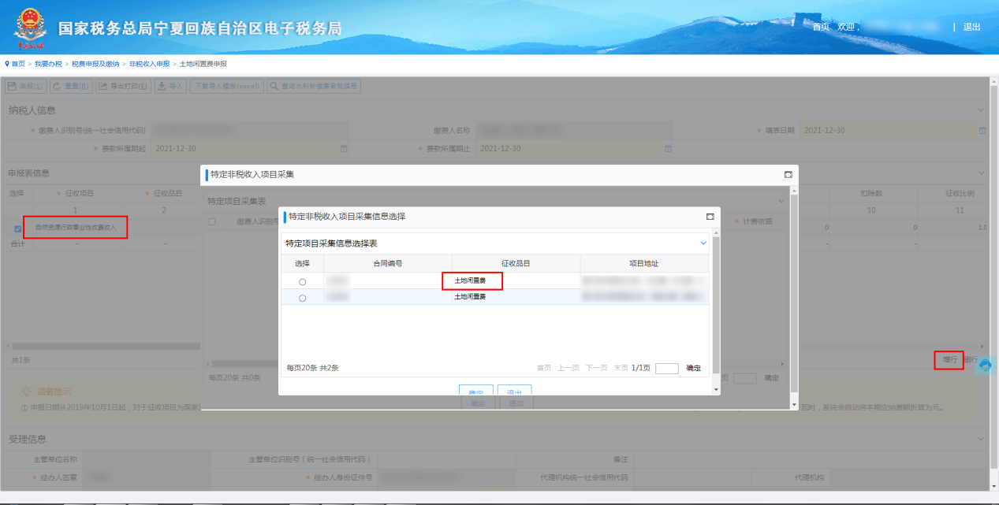 国家税务总局宁夏回族自治区电子税务局
首页 欢迎， | 退出
首页 > 我要办税 > 税费申报及缴纳 > 非税收入申报 > 土地闲置费申报
申报(S) 重置(R) 导出打印(E) 导入 下载导入模板(excel)
纳税人信息
* 缴费人识别号(统一社会信用代码) 缴费人名称 * 填表日期 2021-12-30
* 费款所属期起 2021-12-30 * 费款所属期止 2021-12-30
申报表信息
选择 * 征收项目 * 征收品目 扣除数 征收比例
1 2 10 11
自然资源行政事业性收费收入 0 0 1.0
合计 - - - -
共1条 增行 删行
特定非税收入项目采集
特定项目采集表
缴费人识别号 * 计费依据
每页20条 共0条 页 确定
确定 退出
特定非税收入项目采集信息选择
特定项目采集信息选择表
选择 合同编号 征收品目 项目地址
土地闲置费
土地闲置费
每页20条 共2条 首页 上一页 下一页 末页 1/1页 确定
确定 退出
温馨提示
① 申报日期从2019年10月1日起，对于征收项目为国家 时，系统会自动将本期应纳费额折算为元。
受理信息
主管单位名称 主管单位识别号（统一社会信用代码） 备注
* 经办人签章 * 经办人身份证件号 代理机构统一社会信用代码 代理机构